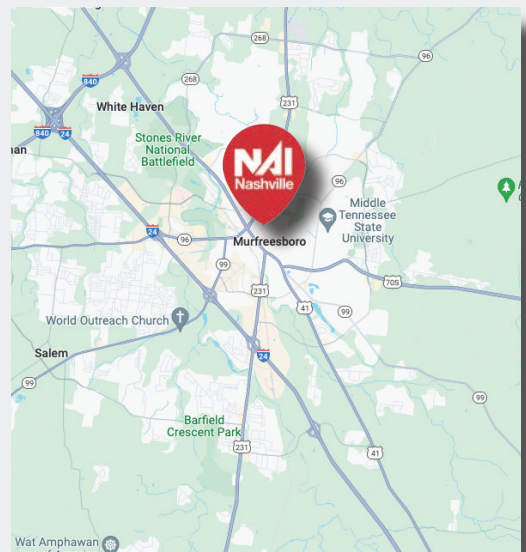 268
96
840
268
231
White Haven
840
24
Stones River
National
Battlefield
man
NAI
Nashville
96
Middle
Tennessee
State
University
24
96
Murfreesboro
99
70S
231
41
World Outreach Church
99
Salem
24
99
99
Barfield
Crescent Park
231
41
Wat Amphawan